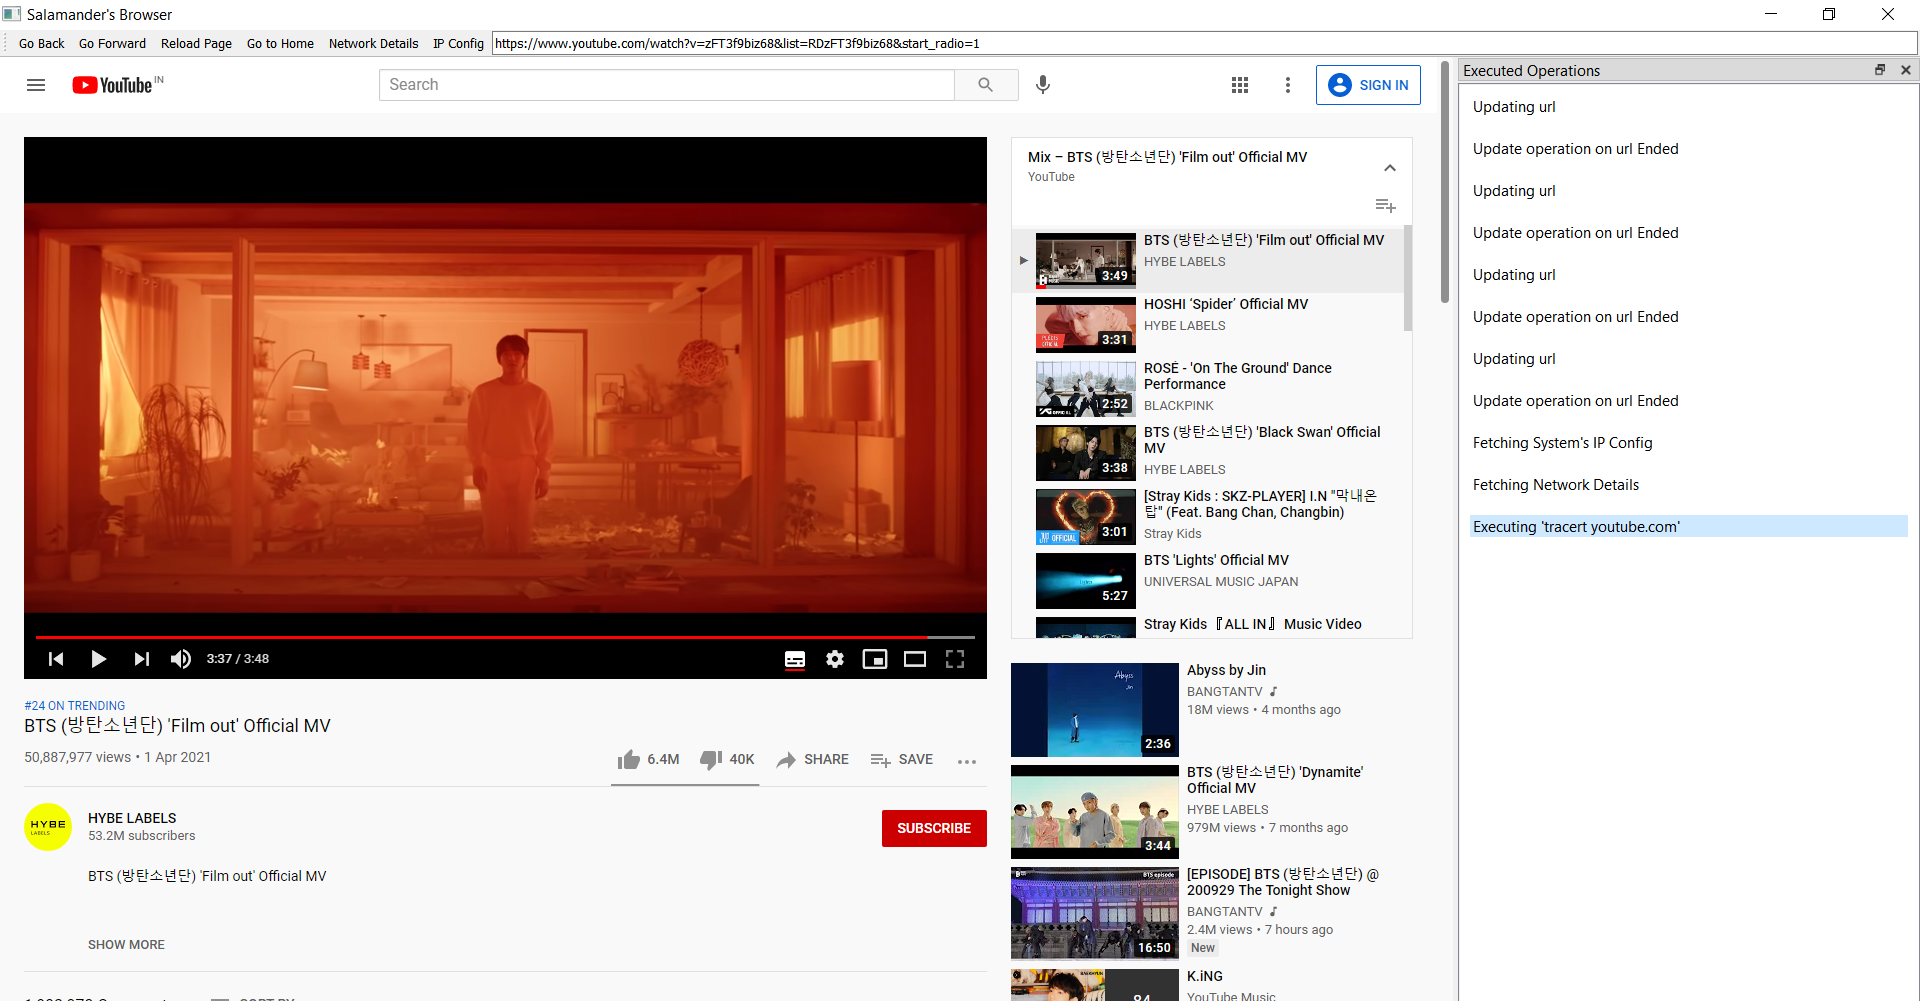 Salamander's Browser
Go Back Go Forward Reload Page Go to Home Network Details IP Config https://www.youtube.com/watch?v=zFT3f9biz68&list=RDzFT3f9biz68&start_radio=1
YouTube IN
Search
SIGN IN
3:37 / 3:48
#24 ON TRENDING
BTS (방탄소년단) 'Film out' Official MV
50,887,977 views • 1 Apr 2021
6.4M 40K SHARE SAVE
HYBE LABELS
HYBE LABELS
53.2M subscribers
SUBSCRIBE
BTS (방탄소년단) 'Film out' Official MV
SHOW MORE
Mix – BTS (방탄소년단) 'Film out' Official MV
YouTube
3:49
BTS (방탄소년단) 'Film out' Official MV
HYBE LABELS
3:31
HOSHI ‘Spider’ Official MV
HYBE LABELS
2:52
ROSÉ - 'On The Ground' Dance
Performance
BLACKPINK
3:38
BTS (방탄소년단) 'Black Swan' Official
MV
HYBE LABELS
OFFICIAL 3:01
[Stray Kids : SKZ-PLAYER] I.N "막내온
탑" (Feat. Bang Chan, Changbin)
Stray Kids
5:27
BTS 'Lights' Official MV
UNIVERSAL MUSIC JAPAN
Stray Kids『ALL IN』Music Video
Abyss
Jin
2:36
Abyss by Jin
BANGTANTV
18M views • 4 months ago
3:44
BTS (방탄소년단) 'Dynamite'
Official MV
HYBE LABELS
979M views • 7 months ago
BTS episode
16:50
[EPISODE] BTS (방탄소년단) @
200929 The Tonight Show
BANGTANTV
2.4M views • 7 hours ago
New
BAEKHYUN
K.iNG
YouTube Music
Executed Operations
Updating url
Update operation on url Ended
Updating url
Update operation on url Ended
Updating url
Update operation on url Ended
Updating url
Update operation on url Ended
Fetching System's IP Config
Fetching Network Details
Executing 'tracert youtube.com'